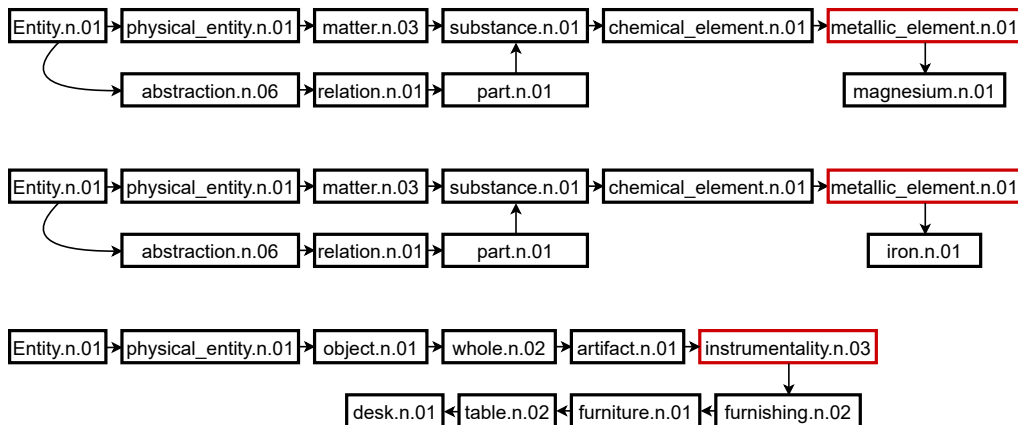 Entity.n.01 physical_entity.n.01 matter.n.03 substance.n.01 chemical_element.n.01 metallic_element.n.01
abstraction.n.06 relation.n.01 part.n.01 magnesium.n.01
Entity.n.01 physical_entity.n.01 matter.n.03 substance.n.01 chemical_element.n.01 metallic_element.n.01
abstraction.n.06 relation.n.01 part.n.01 iron.n.01
Entity.n.01 physical_entity.n.01 object.n.01 whole.n.02 artifact.n.01 instrumentality.n.03
desk.n.01 table.n.02 furniture.n.01 furnishing.n.02